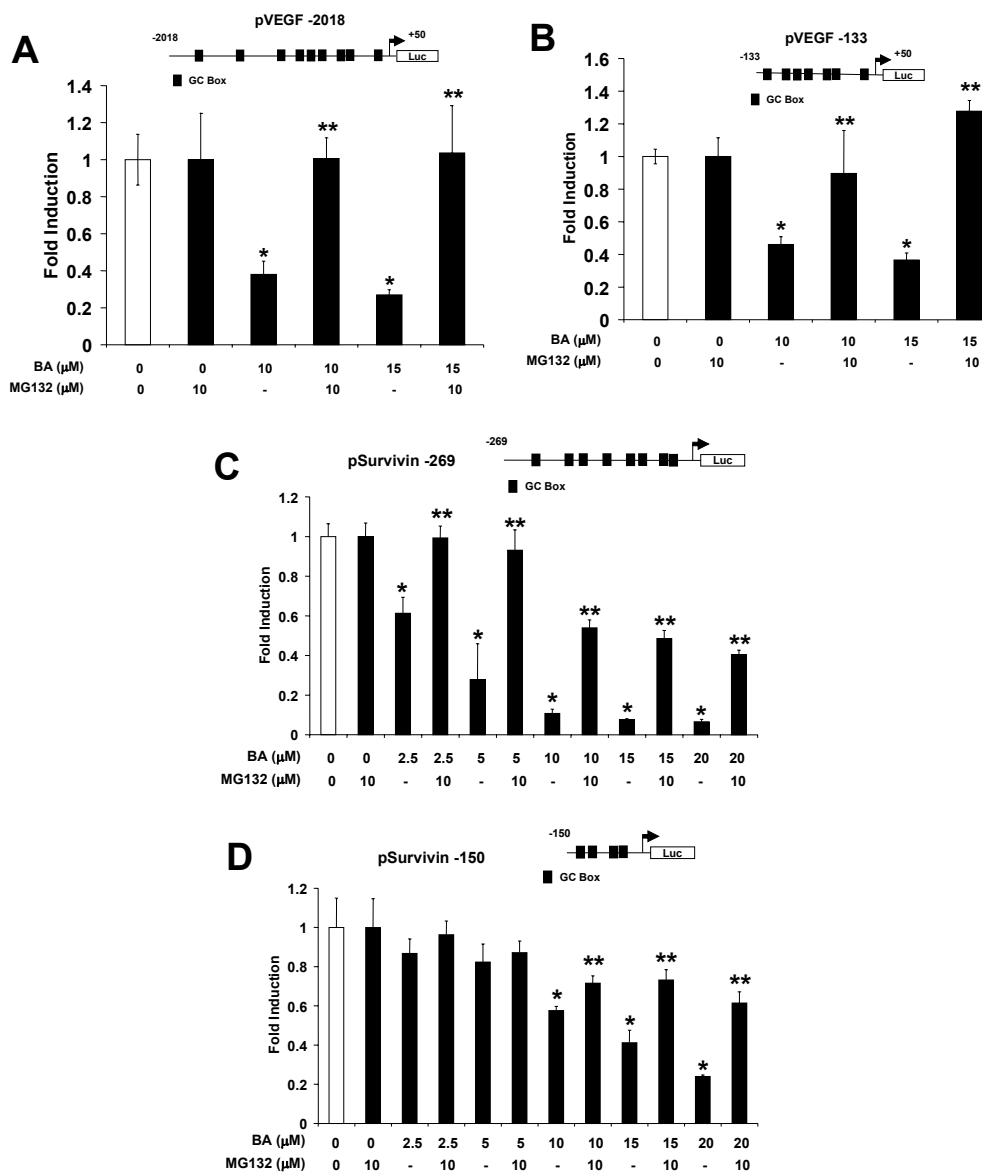 A
pVEGF -2018
-2018
+50
Luc
GC Box
Fold Induction
1.4
1.2
1
0.8
0.6
0.4
0.2
0
* ** * **
BA (µM) 0 0 10 10 15 15
MG132 (µM) 0 10 - 10 - 10
B
pVEGF -133
-133
+50
Luc
GC Box
Fold Induction
1.6
1.4
1.2
1
0.8
0.6
0.4
0.2
0
* ** * **
BA (µM) 0 0 10 10 15 15
MG132 (µM) 0 10 - 10 - 10
C
pSurvivin -269
-269
Luc
GC Box
Fold Induction
1.2
1
0.8
0.6
0.4
0.2
0
* ** * ** * ** * ** * **
BA (µM) 0 0 2.5 2.5 5 5 10 10 15 15 20 20
MG132 (µM) 0 10 - 10 - 10 - 10 - 10 - 10
D
pSurvivin -150
-150
Luc
GC Box
Fold Induction
1.2
1
0.8
0.6
0.4
0.2
0
* ** * ** * **
BA (µM) 0 0 2.5 2.5 5 5 10 10 15 15 20 20
MG132 (µM) 0 10 - 10 - 10 - 10 - 10 - 10